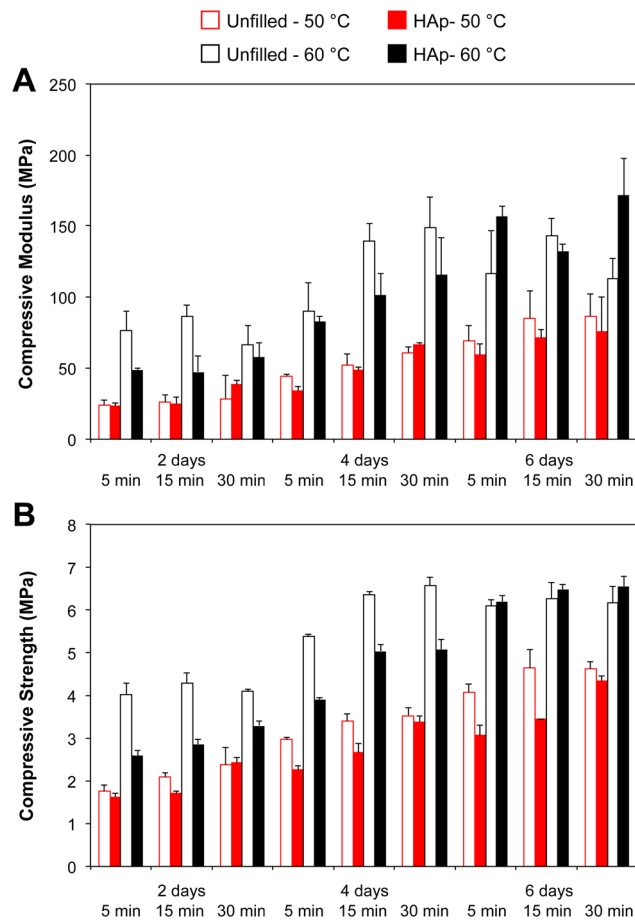 Unfilled - 50 °C HAp- 50 °C
Unfilled - 60 °C HAp- 60 °C
A
250
200
150
100
50
0
Compressive Modulus (MPa)
2 days 4 days 6 days
5 min 15 min 30 min 5 min 15 min 30 min 5 min 15 min 30 min
B
8
7
6
5
4
3
2
1
0
Compressive Strength (MPa)
2 days 4 days 6 days
5 min 15 min 30 min 5 min 15 min 30 min 5 min 15 min 30 min